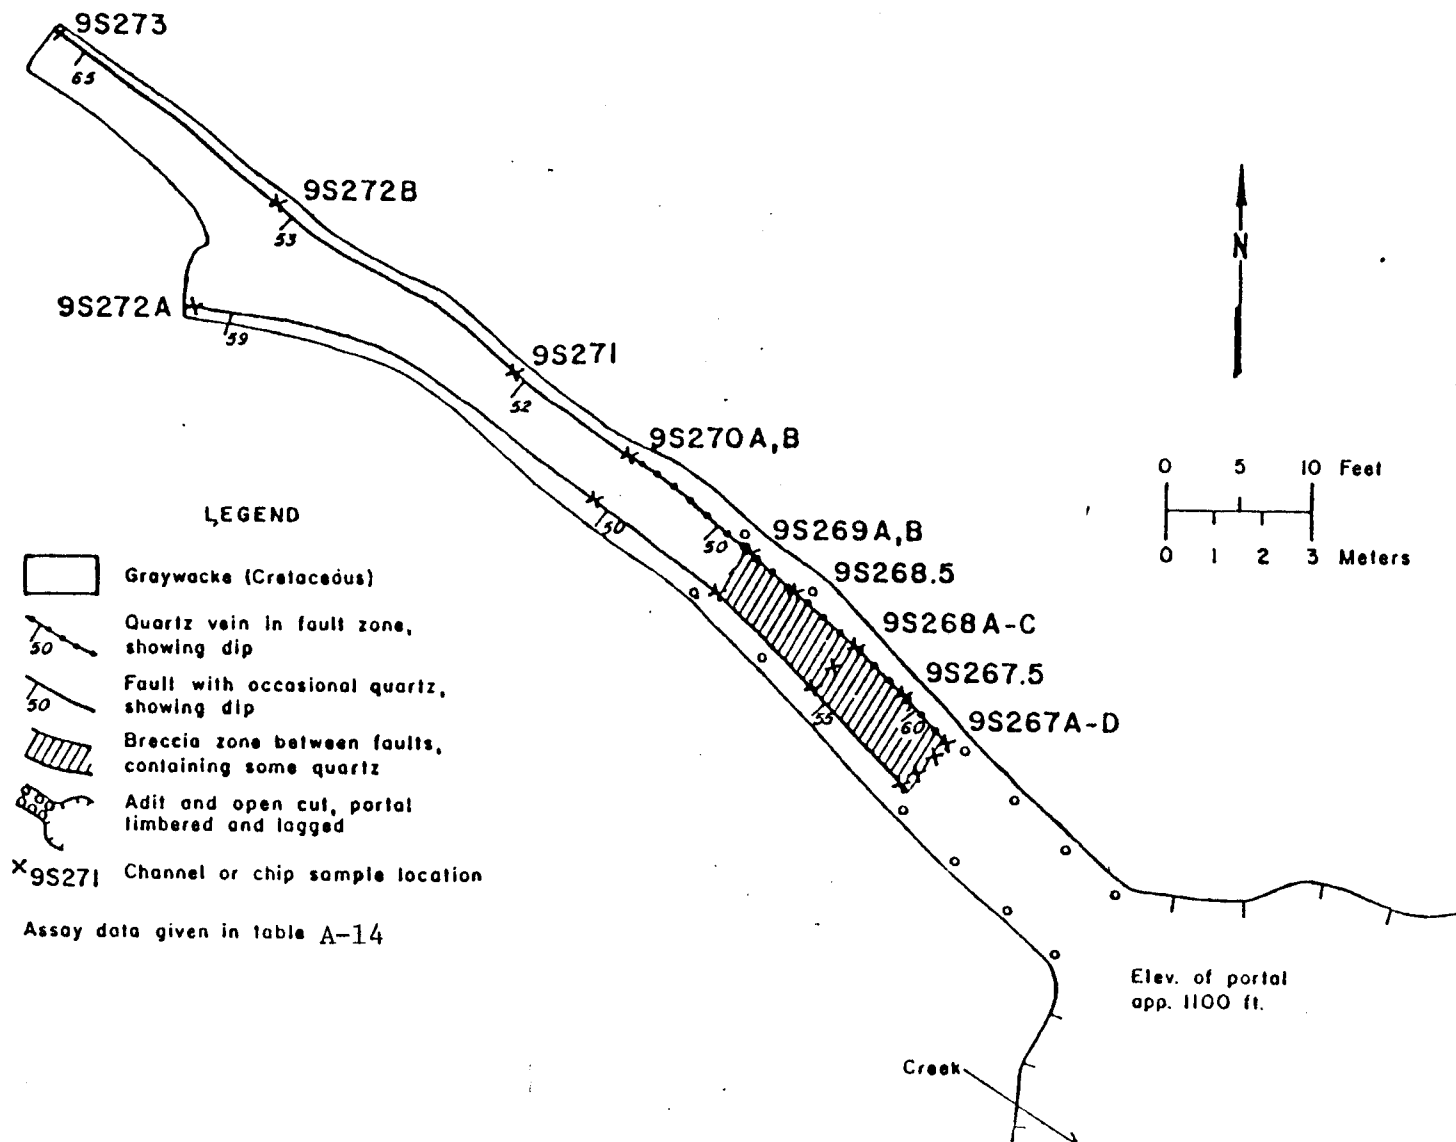 9S273
65
9S272B
53
9S272A
59
9S271
52
9S270A,B
50
50
9S269A,B
9S268.5
9S268A-C
9S267.5
9S267A-D
55
60
N
0 5 10 Feet
0 1 2 3 Meters
LEGEND
Graywacke (Cretaceous)
50
Quartz vein in fault zone,
showing dip
50
Fault with occasional quartz,
showing dip
Breccia zone between faults,
containing some quartz
Adit and open cut, portal
timbered and lagged
×9S271 Channel or chip sample location
Assay data given in table A-14
Elev. of portal
app. 1100 ft.
Creek